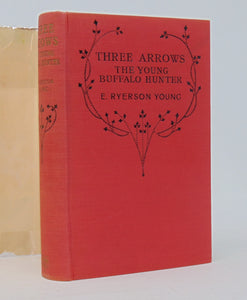 THREE ARROWS
THE YOUNG
BUFFALO HUNTER
E. RYERSON YOUNG